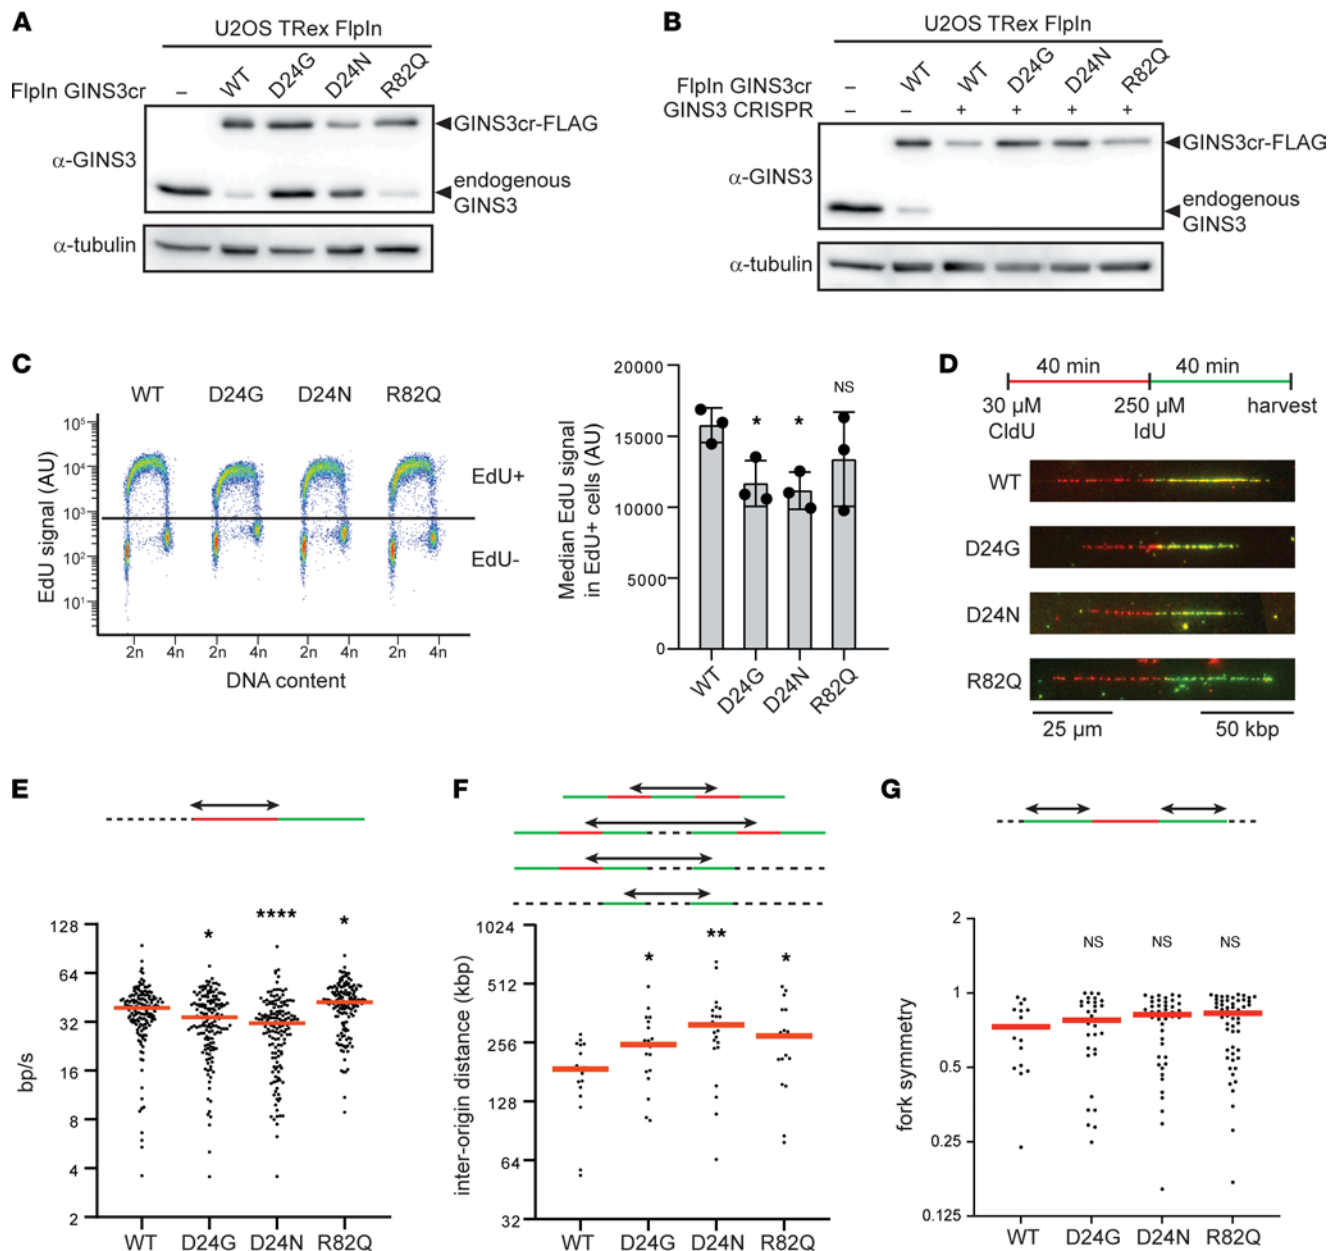 A
U2OS TRex FlpIn
FlpIn GINS3cr
– WT D24G D24N R82Q
α-GINS3
GINS3cr-FLAG
endogenous
GINS3
α-tubulin
B
U2OS TRex FlpIn
FlpIn GINS3cr – WT WT D24G D24N R82Q
GINS3 CRISPR – – + + + +
α-GINS3
GINS3cr-FLAG
endogenous
GINS3
α-tubulin
C
WT D24G D24N R82Q
EdU signal (AU)
10⁵
10⁴
10³
10²
10¹
EdU+
EdU-
2n 4n 2n 4n 2n 4n 2n 4n
DNA content
Median EdU signal
in EdU+ cells (AU)
20000
15000
10000
5000
0
* * NS
WT D24G D24N R82Q
D
40 min 40 min
30 µM 250 µM harvest
CldU IdU
WT
D24G
D24N
R82Q
25 µm 50 kbp
E
bp/s
128
64
32
16
8
4
2
* **** *
WT D24G D24N R82Q
F
inter-origin distance (kbp)
1024
512
256
128
64
32
* ** *
WT D24G D24N R82Q
G
fork symmetry
2
1
0.5
0.25
0.125
NS NS NS
WT D24G D24N R82Q